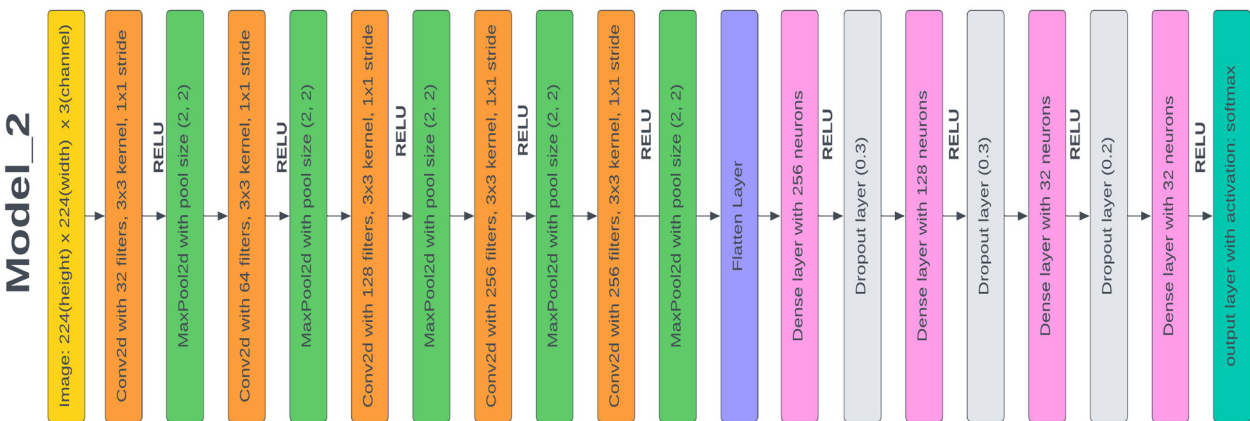 Model_2
Image: 224(height) x 224(width) x 3(channel)
Conv2d with 32 filters, 3x3 kernel, 1x1 stride
RELU
MaxPool2d with pool size (2, 2)
Conv2d with 64 filters, 3x3 kernel, 1x1 stride
RELU
MaxPool2d with pool size (2, 2)
Conv2d with 128 filters, 3x3 kernel, 1x1 stride
RELU
MaxPool2d with pool size (2, 2)
Conv2d with 256 filters, 3x3 kernel, 1x1 stride
RELU
MaxPool2d with pool size (2, 2)
Conv2d with 256 filters, 3x3 kernel, 1x1 stride
RELU
MaxPool2d with pool size (2, 2)
Flatten Layer
Dense layer with 256 neurons
RELU
Dropout layer (0.3)
Dense layer with 128 neurons
RELU
Dropout layer (0.3)
Dense layer with 32 neurons
RELU
Dropout layer (0.2)
Dense layer with 32 neurons
RELU
output layer with activation: softmax